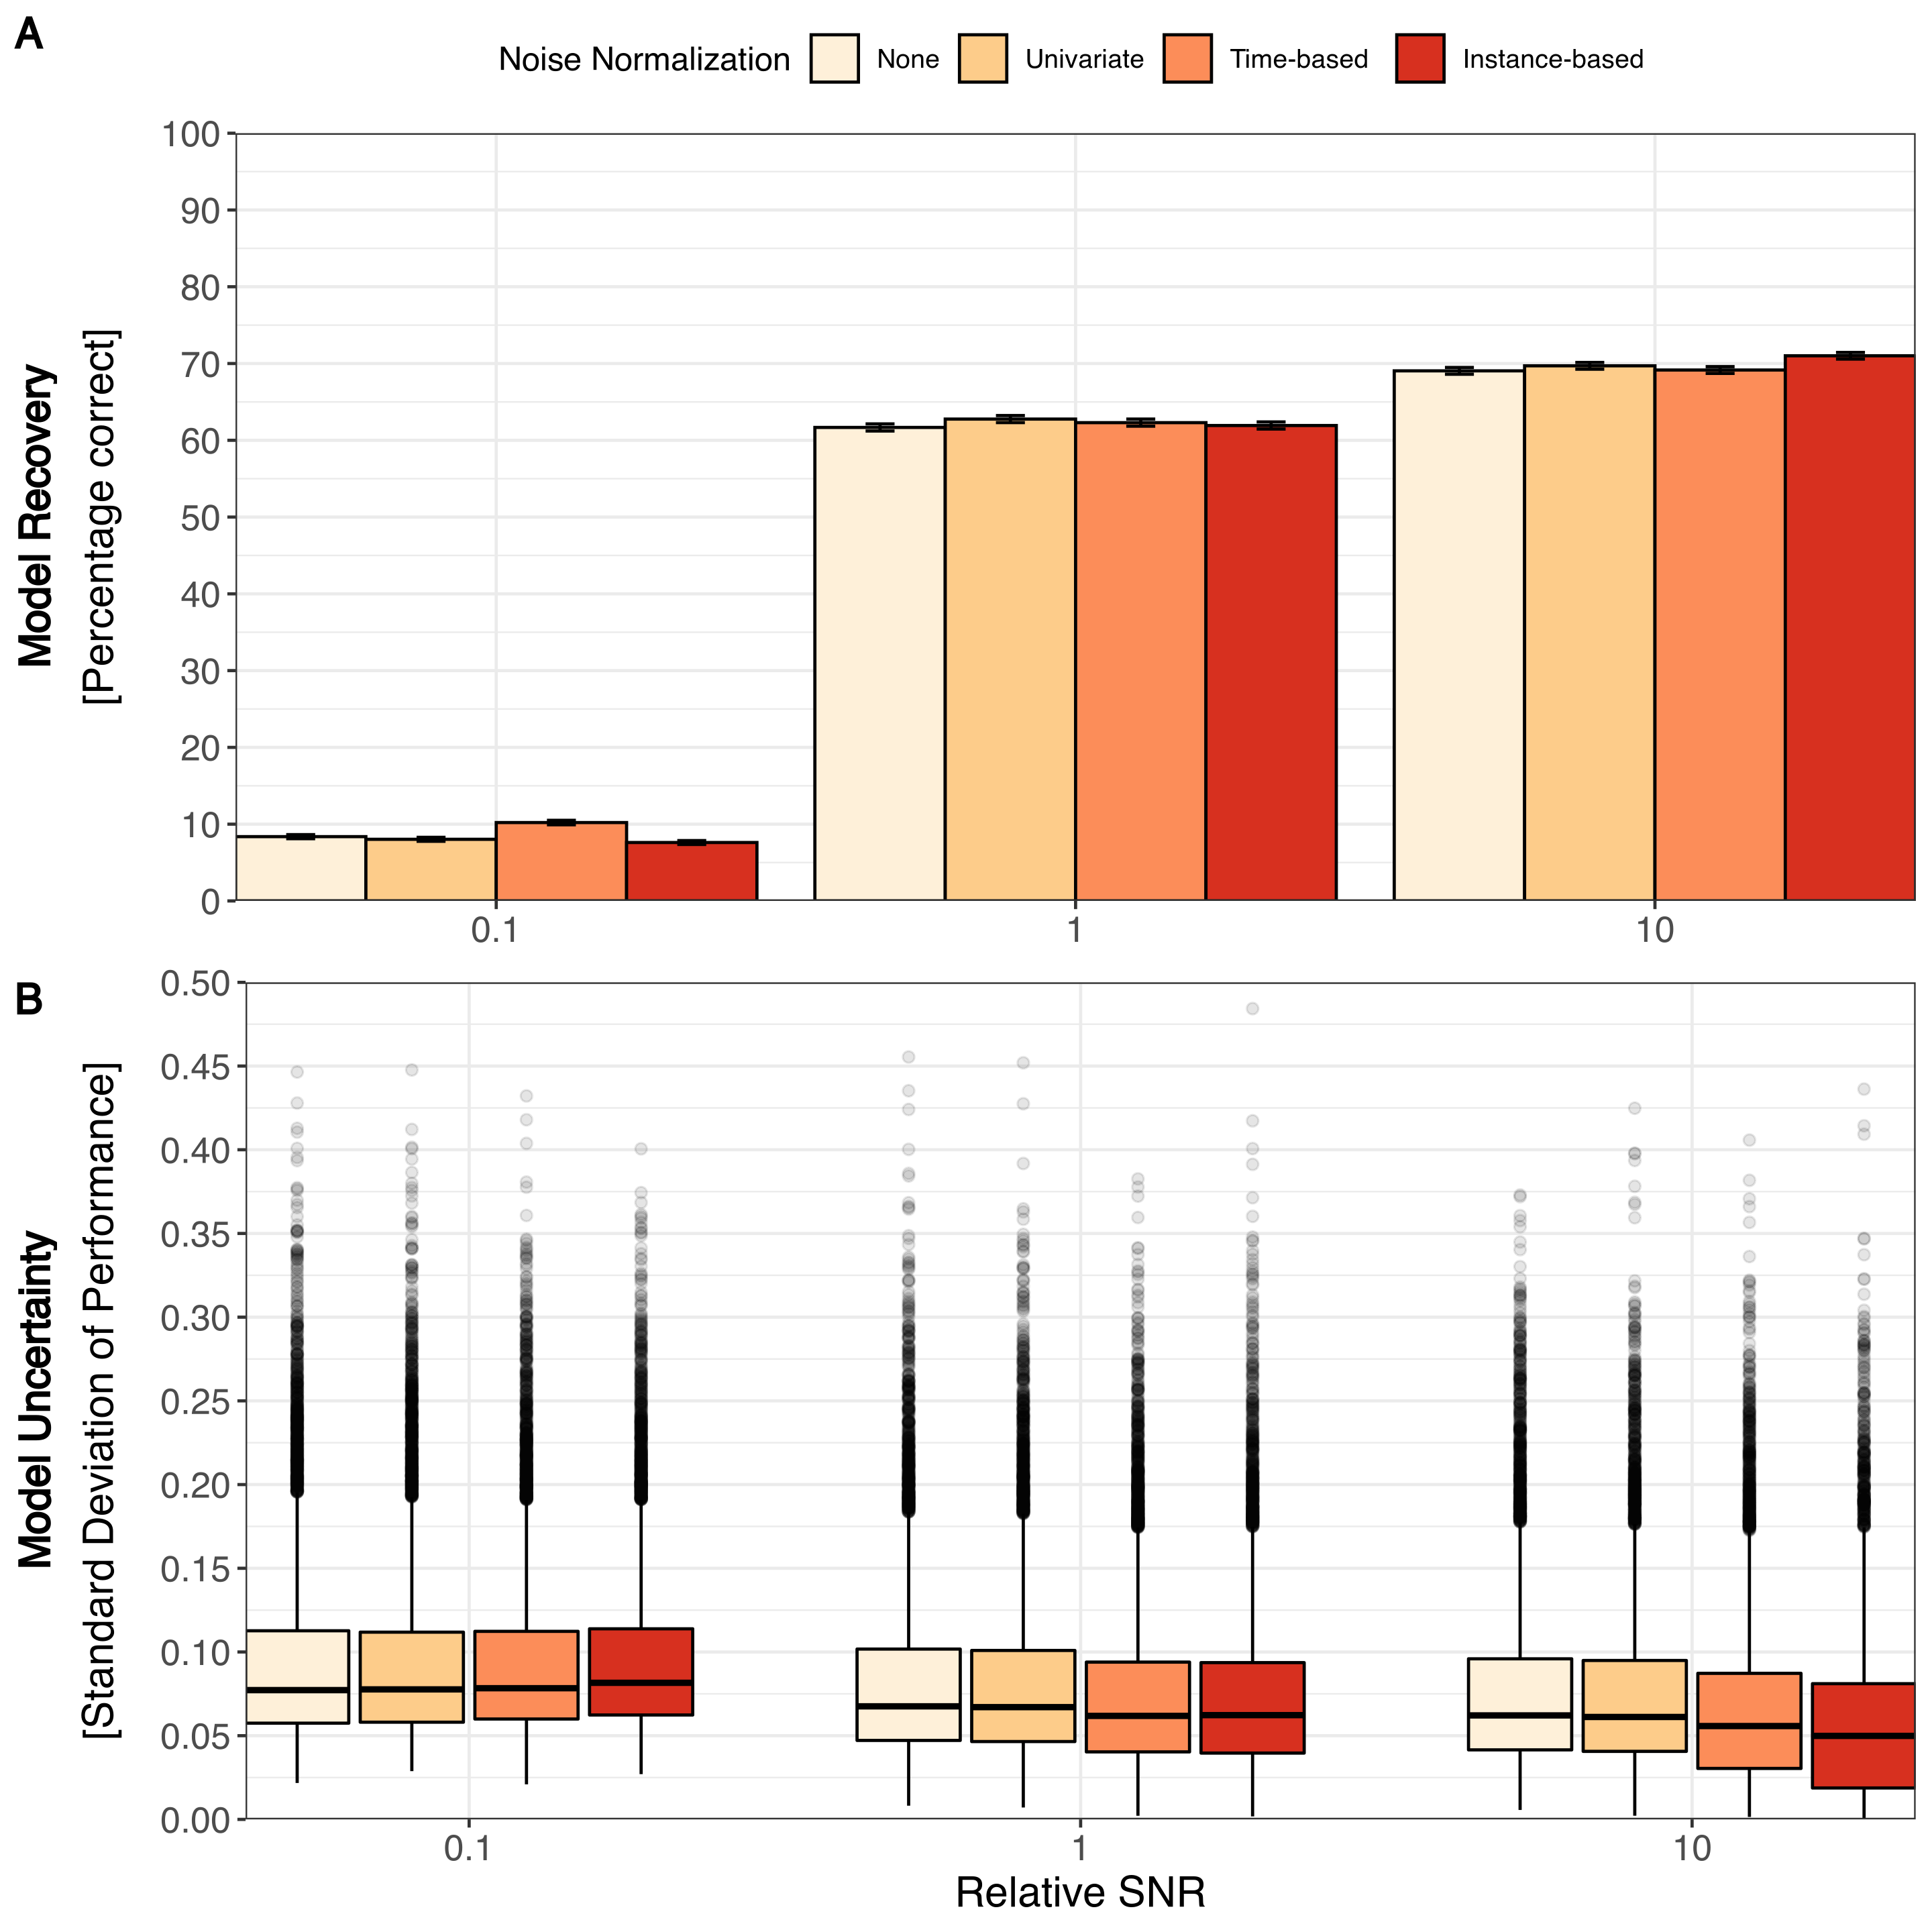 A
Noise Normalization None Univariate Time-based Instance-based
Model Recovery
[Percentage correct]
100
90
80
70
60
50
40
30
20
10
0
0.1 1 10
B
Model Uncertainty
[Standard Deviation of Performance]
0.50
0.45
0.40
0.35
0.30
0.25
0.20
0.15
0.10
0.05
0.00
0.1 1 10
Relative SNR